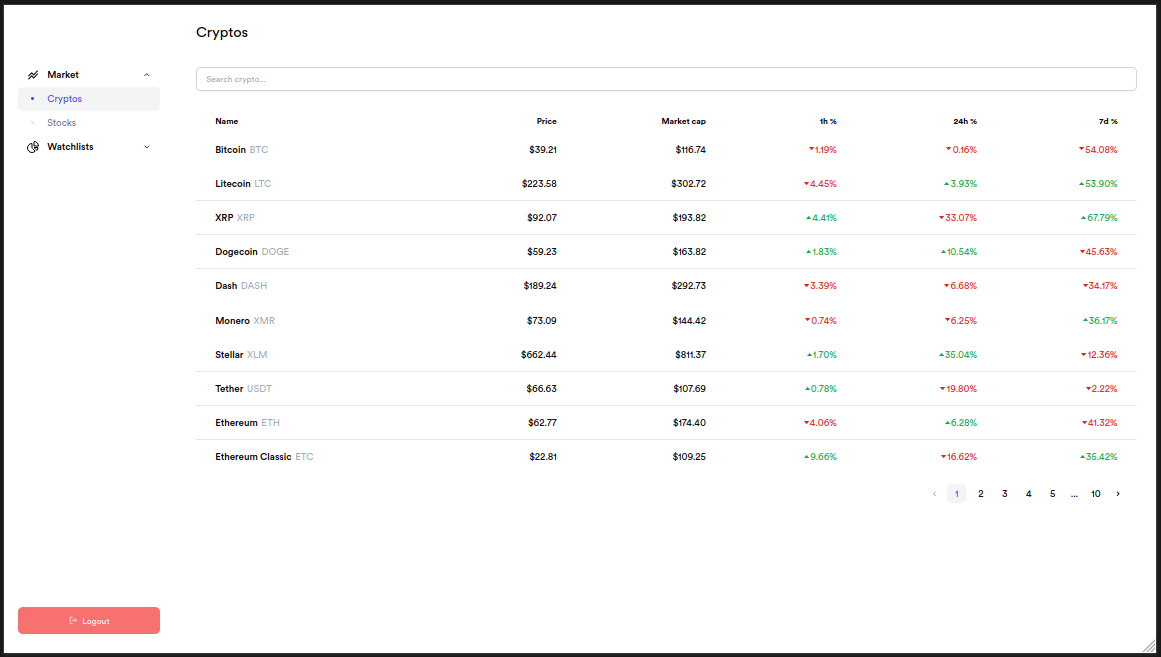 Cryptos
Market
Cryptos
Stocks
Watchlists
Search crypto...
Name Price Market cap 1h % 24h % 7d %
Bitcoin BTC $39.21 $116.74 ▾1.19% ▾0.16% ▾54.08%
Litecoin LTC $223.58 $302.72 ▾4.45% ▴3.93% ▴53.90%
XRP XRP $92.07 $193.82 ▴4.41% ▾33.07% ▴67.79%
Dogecoin DOGE $59.23 $163.82 ▴1.83% ▴10.54% ▾45.63%
Dash DASH $189.24 $292.73 ▾3.39% ▾6.68% ▾34.17%
Monero XMR $73.09 $144.42 ▾0.74% ▾6.25% ▴36.17%
Stellar XLM $662.44 $811.37 ▴1.70% ▴35.04% ▾12.36%
Tether USDT $66.63 $107.69 ▴0.78% ▾19.80% ▾2.22%
Ethereum ETH $62.77 $174.40 ▾4.06% ▴6.28% ▾41.32%
Ethereum Classic ETC $22.81 $109.25 ▴9.66% ▾16.62% ▴35.42%
‹ 1 2 3 4 5 ... 10 ›
Logout